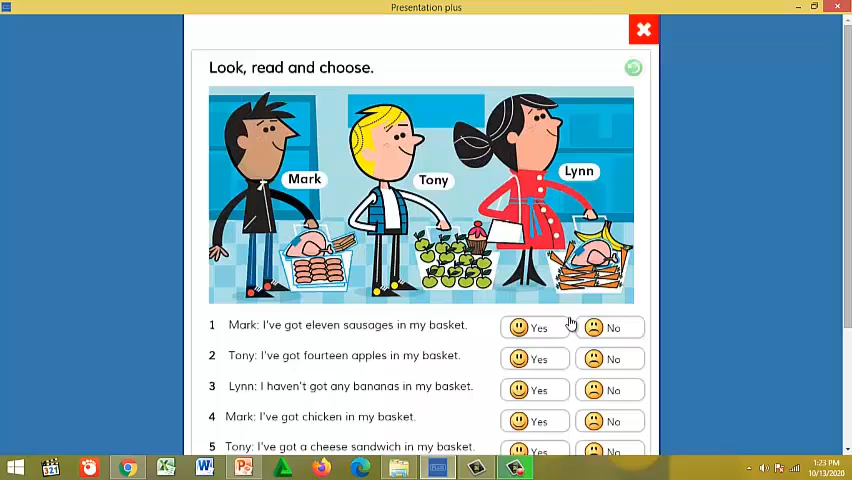 Presentation plus
Look, read and choose.
Mark
Tony
Lynn
1 Mark: I've got eleven sausages in my basket. Yes No
2 Tony: I've got fourteen apples in my basket. Yes No
3 Lynn: I haven't got any bananas in my basket. Yes No
4 Mark: I've got chicken in my basket. Yes No
5 Tony: I've got a cheese sandwich in my basket. Yes No
321
1:23 PM
10/13/2020